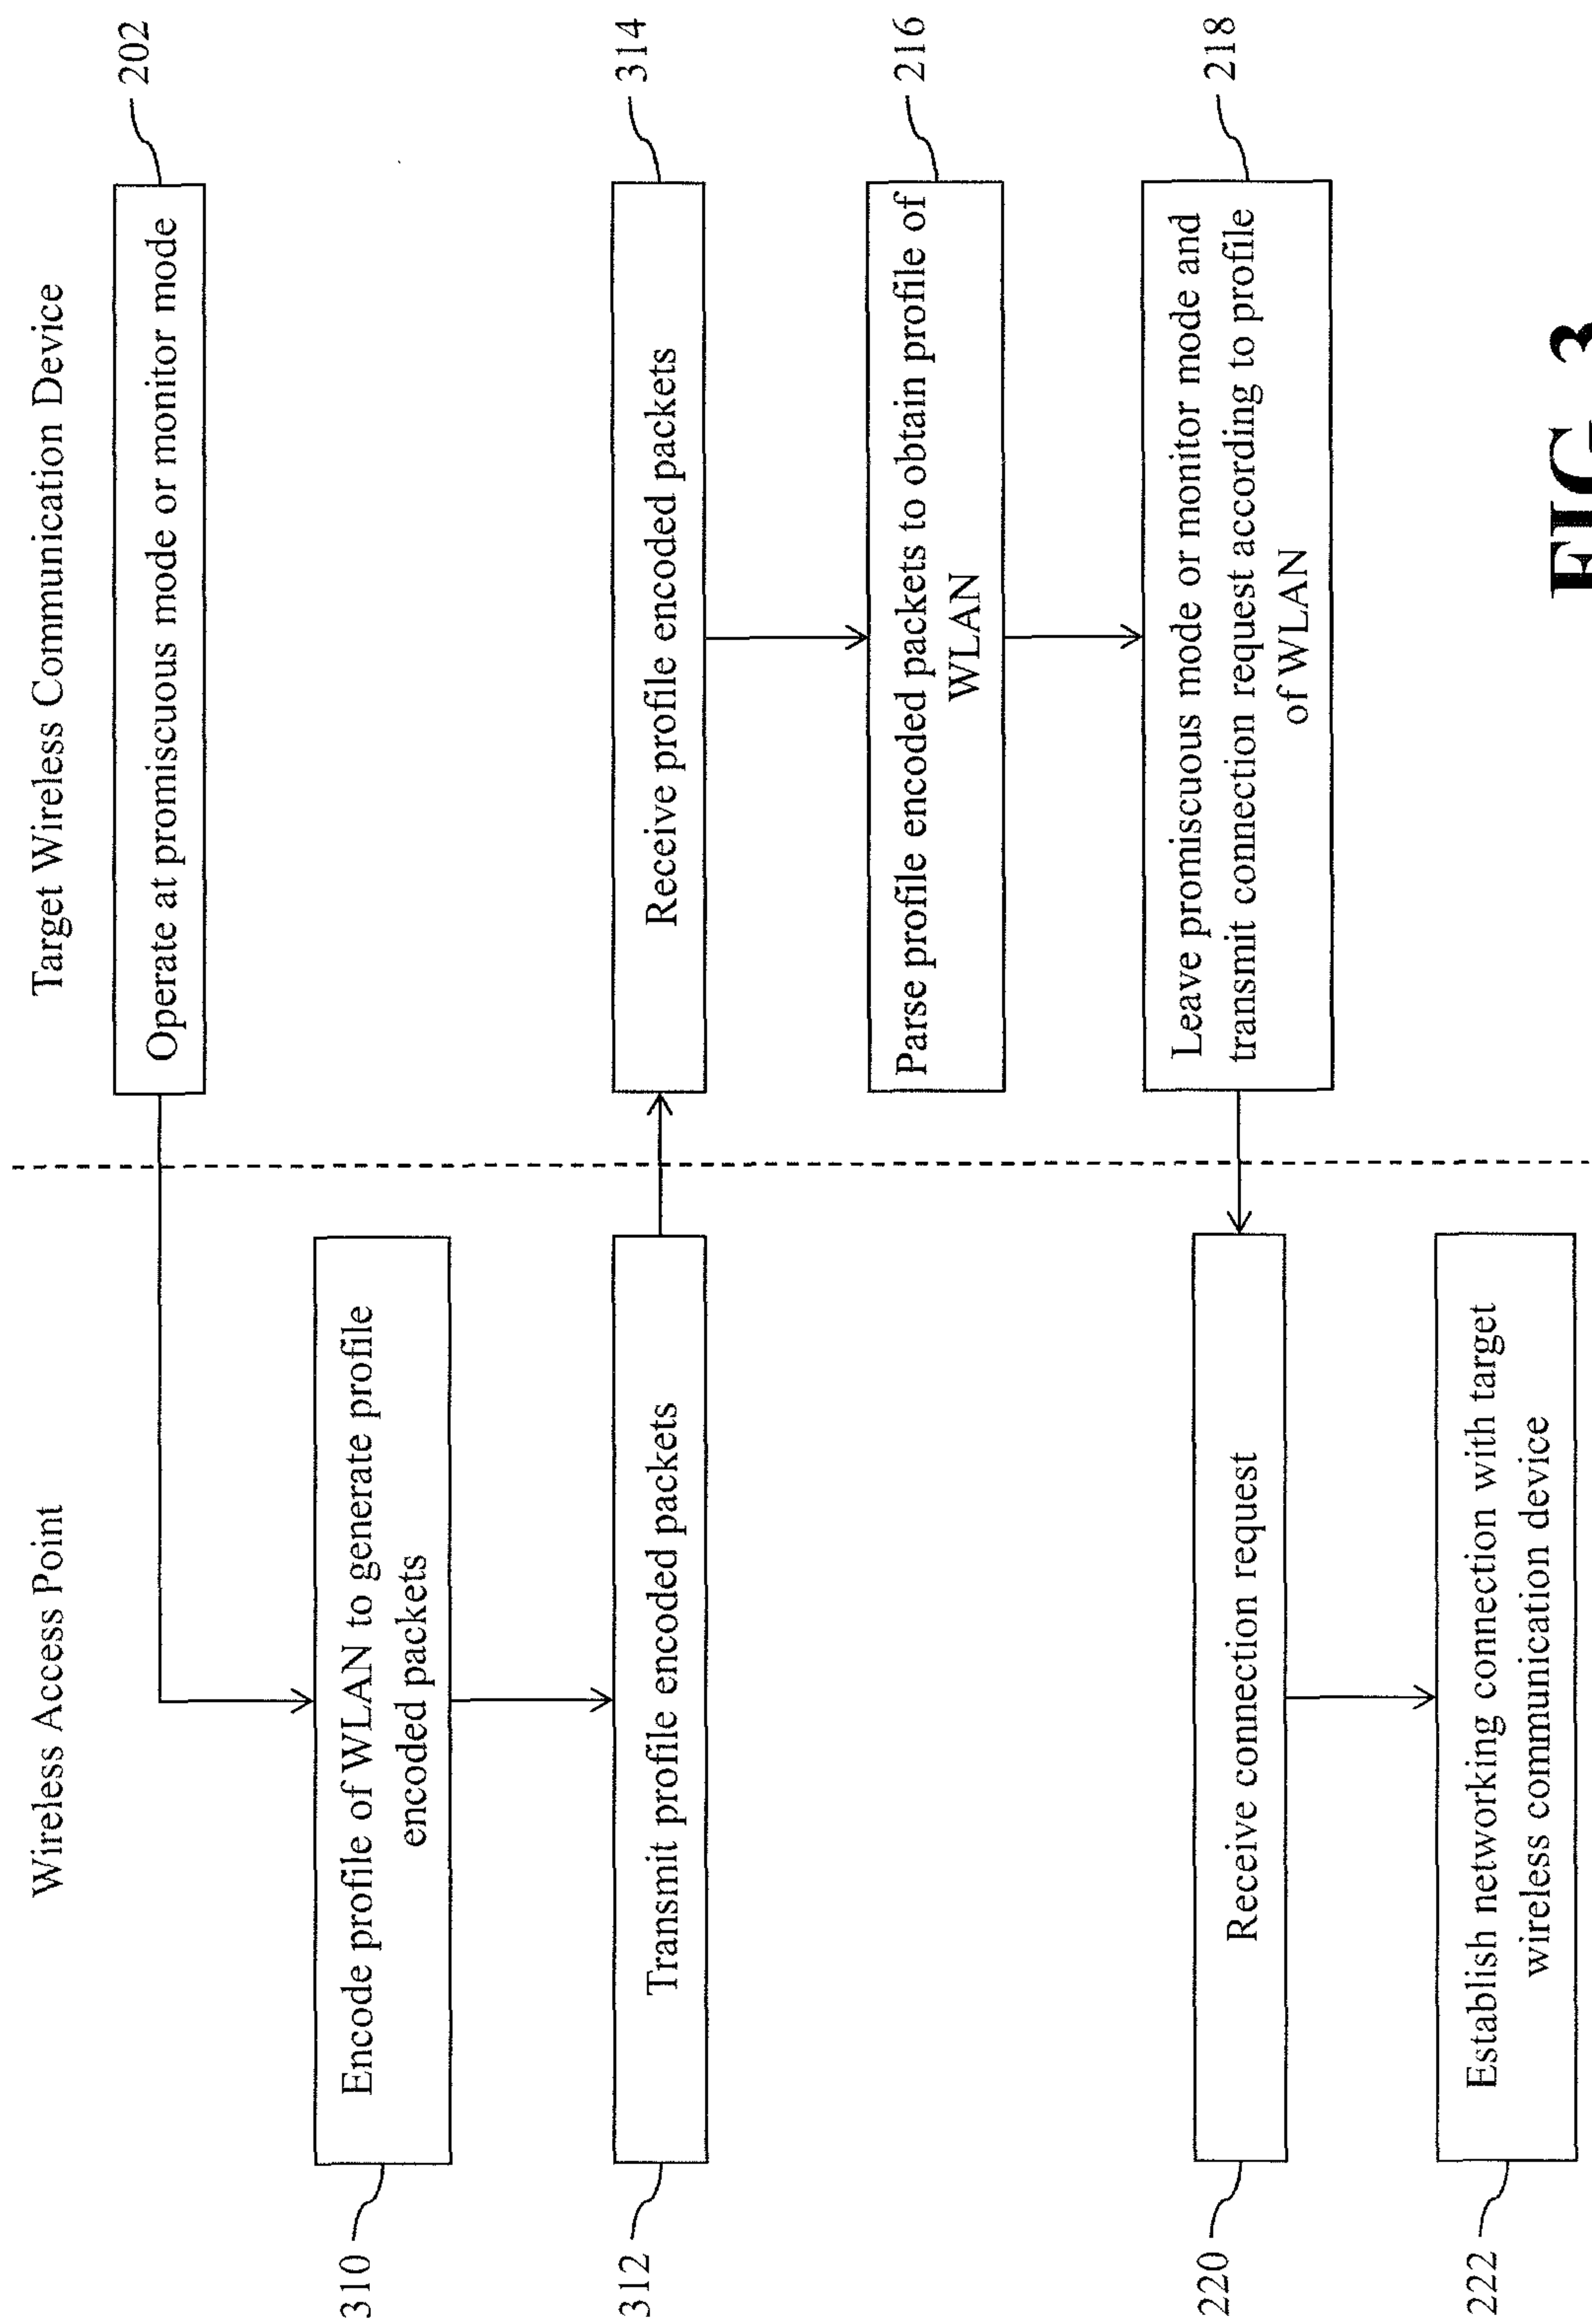 Wireless Access Point
Target Wireless Communication Device
Operate at promiscuous mode or monitor mode
202
310
Encode profile of WLAN to generate profile
encoded packets
312
Transmit profile encoded packets
Receive profile encoded packets
314
Parse profile encoded packets to obtain profile of
WLAN
216
Leave promiscuous mode or monitor mode and
transmit connection request according to profile
of WLAN
218
220
Receive connection request
222
Establish networking connection with target
wireless communication device
FIG. 3